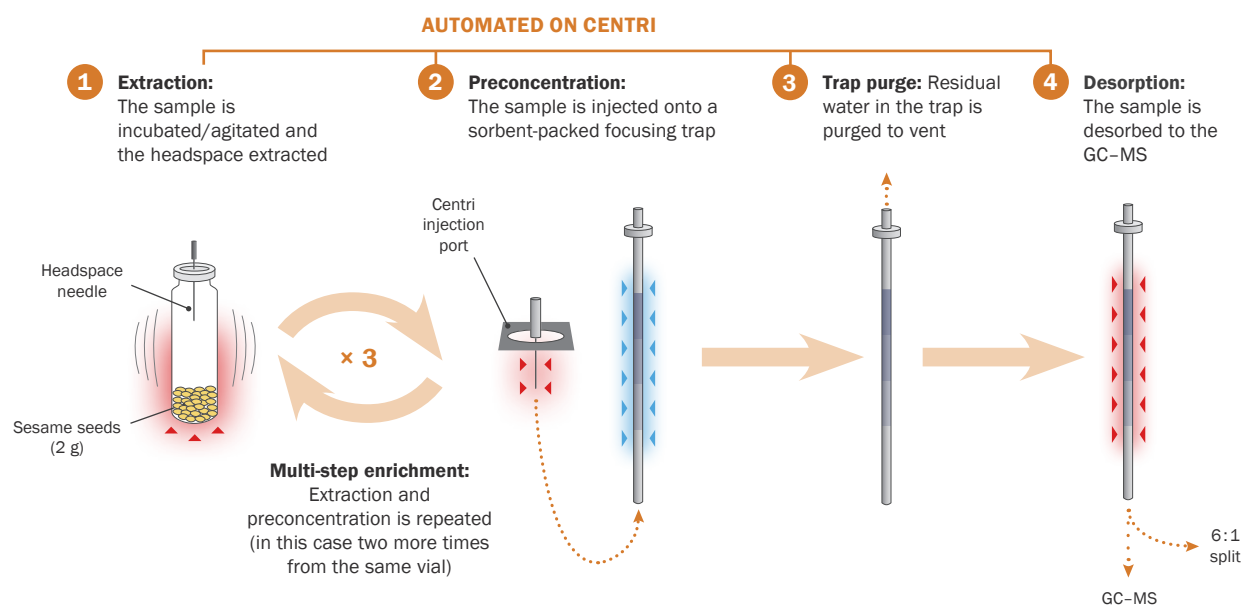 AUTOMATED ON CENTRI
1
Extraction:
The sample is
incubated/agitated and
the headspace extracted
2
Preconcentration:
The sample is injected onto a
sorbent-packed focusing trap
3
Trap purge: Residual
water in the trap is
purged to vent
4
Desorption:
The sample is
desorbed to the
GC–MS
Headspace
needle
Sesame seeds
(2 g)
× 3
Multi-step enrichment:
Extraction and
preconcentration is repeated
(in this case two more times
from the same vial)
Centri
injection
port
6:1
split
GC–MS